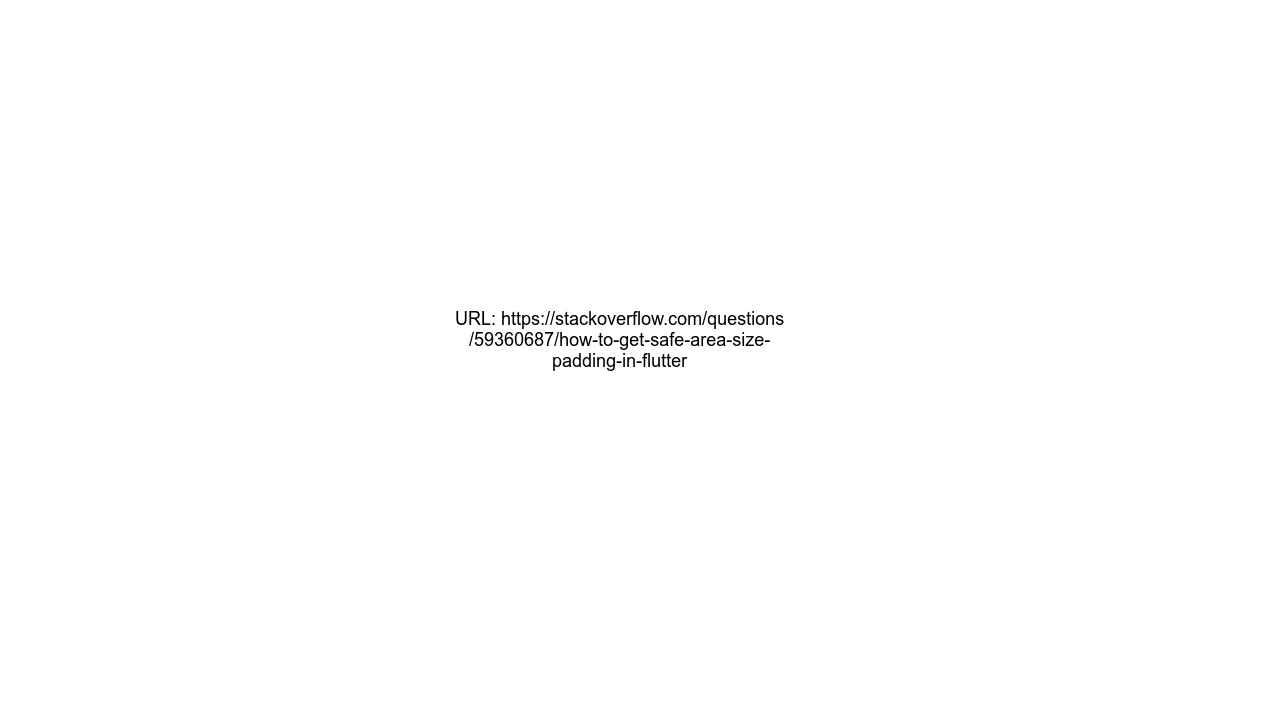 URL: https://stackoverflow.com/questions
/59360687/how-to-get-safe-area-size-
padding-in-flutter